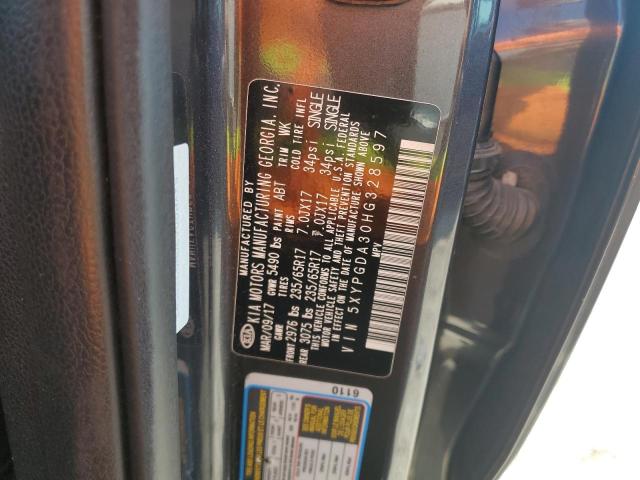 MANUFACTURED BY
KIA KIA MOTORS MANUFACTURING GEORGIA, INC.
MAR/09/17 GVWR 5490 lbs PAINT ABT TRIM WK
GAWR TIRES RIMS COLD TIRE INFL
FRONT 2976 lbs 235/65R17 7.0JX17 34psi SINGLE
REAR 3075 lbs 235/65R17 7.0JX17 34psi SINGLE
THIS VEHICLE CONFORMS TO ALL APPLICABLE U.S.A. FEDERAL
MOTOR VEHICLE SAFETY AND THEFT PREVENTION STANDARDS
IN EFFECT ON THE DATE OF MANUFACTURE SHOWN ABOVE
VIN 5XYPGDA30HG328597
MPV
6110